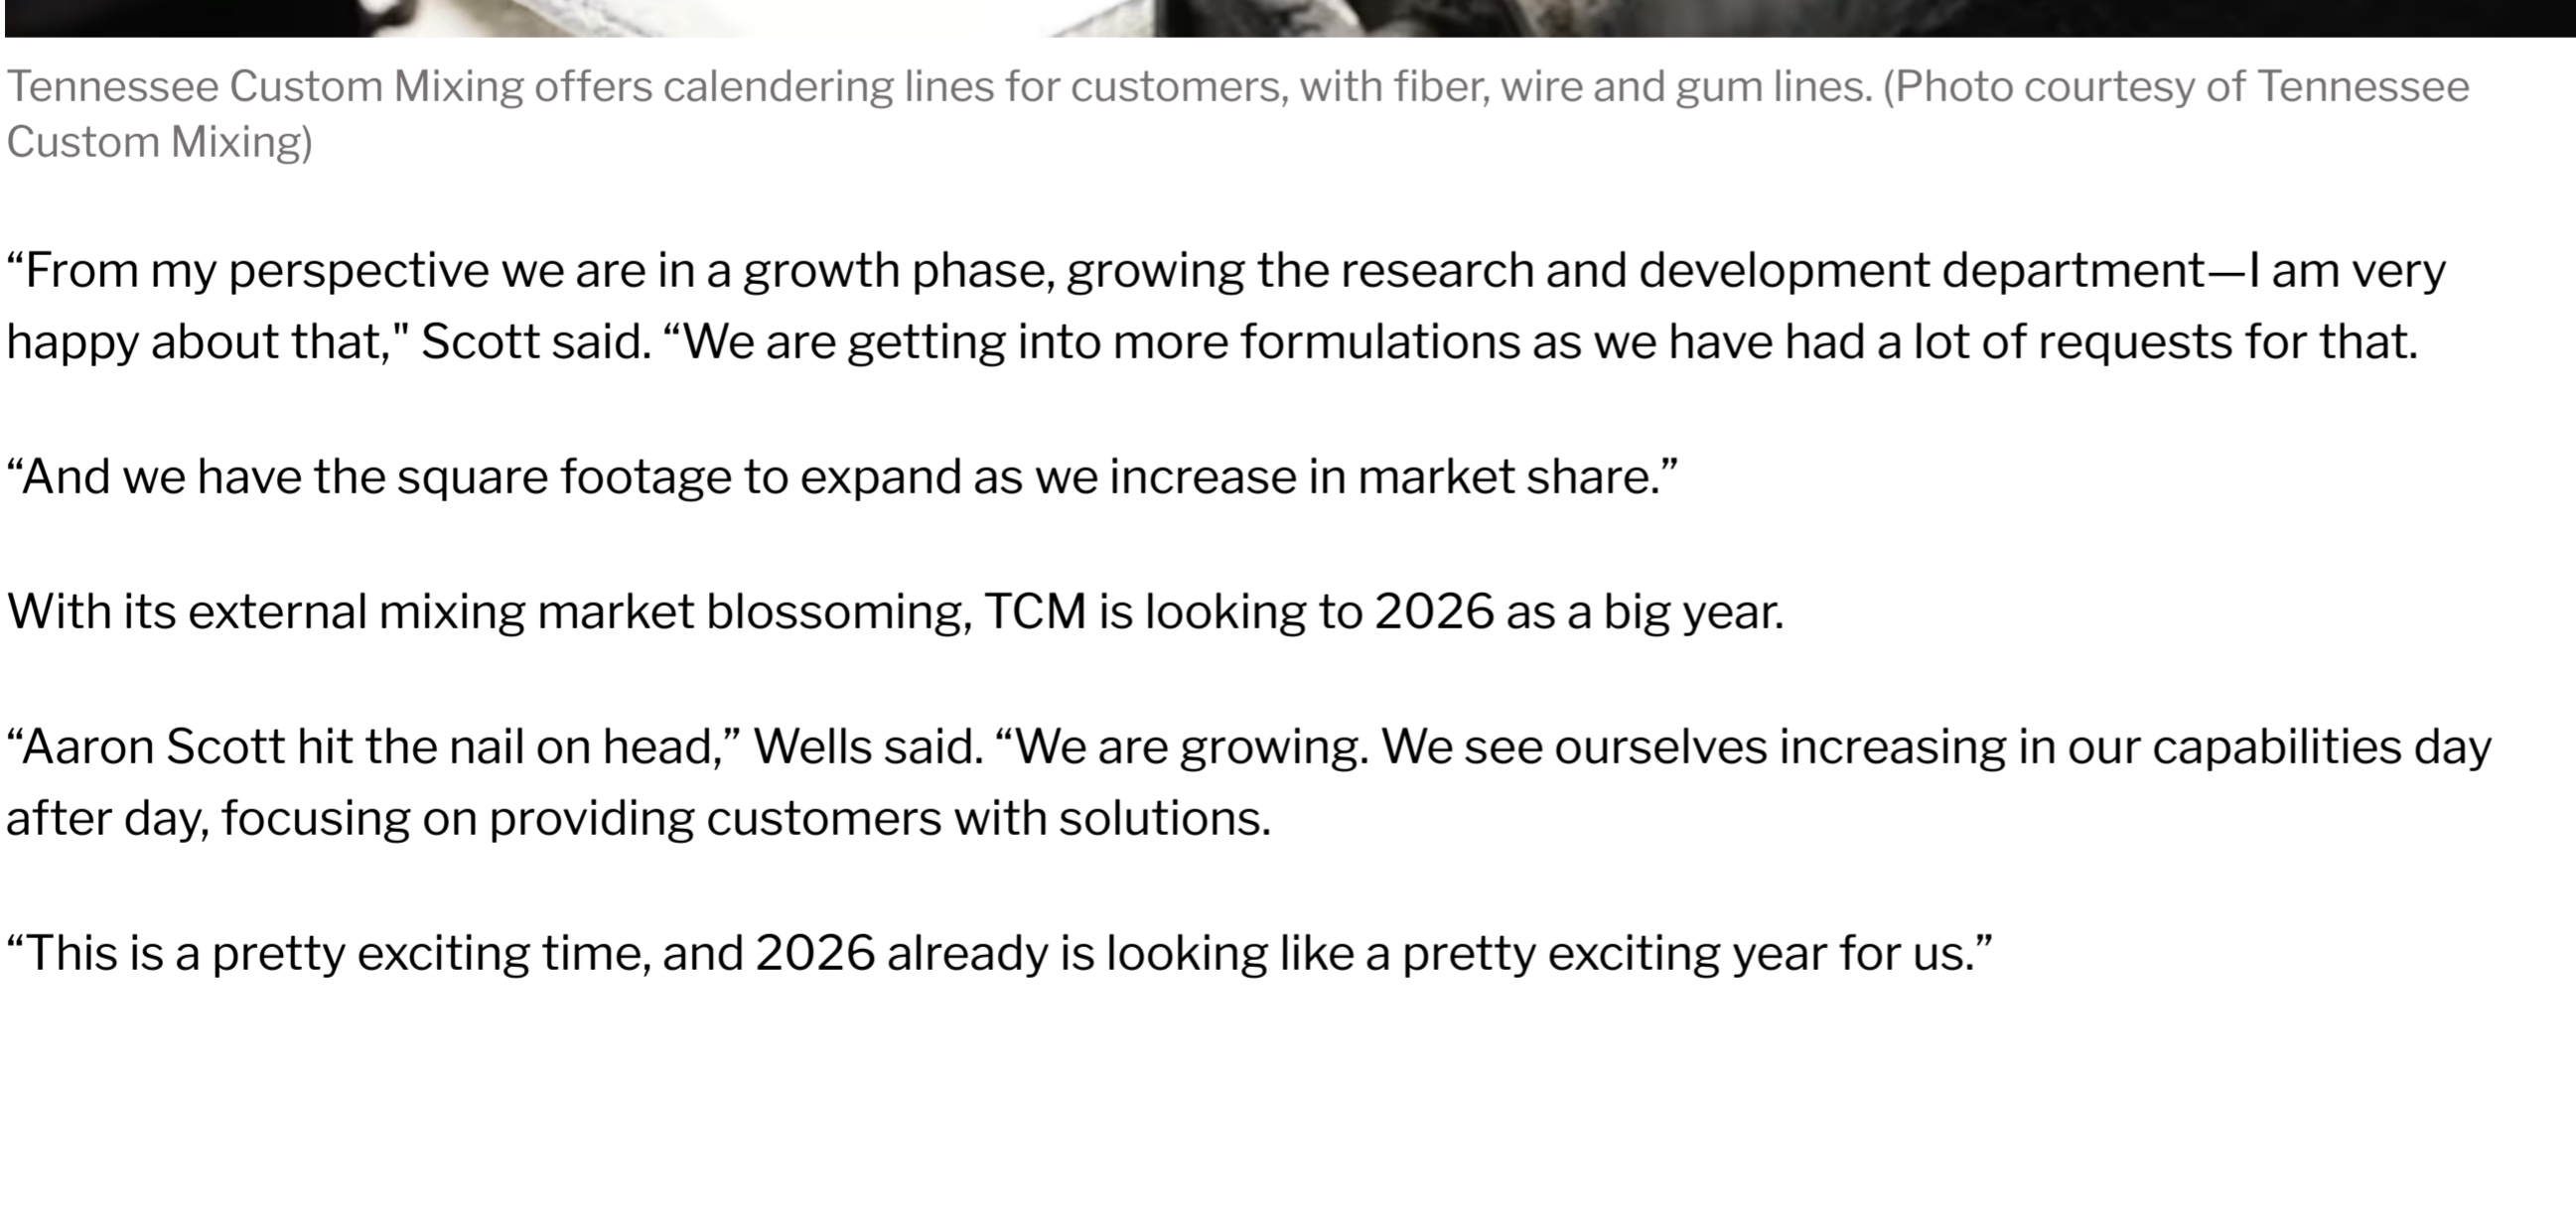 Tennessee Custom Mixing offers calendering lines for customers, with fiber, wire and gum lines. (Photo courtesy of Tennessee
Custom Mixing)
“From my perspective we are in a growth phase, growing the research and development department—I am very
happy about that," Scott said. “We are getting into more formulations as we have had a lot of requests for that.
“And we have the square footage to expand as we increase in market share.”
With its external mixing market blossoming, TCM is looking to 2026 as a big year.
“Aaron Scott hit the nail on head,” Wells said. “We are growing. We see ourselves increasing in our capabilities day
after day, focusing on providing customers with solutions.
“This is a pretty exciting time, and 2026 already is looking like a pretty exciting year for us.”